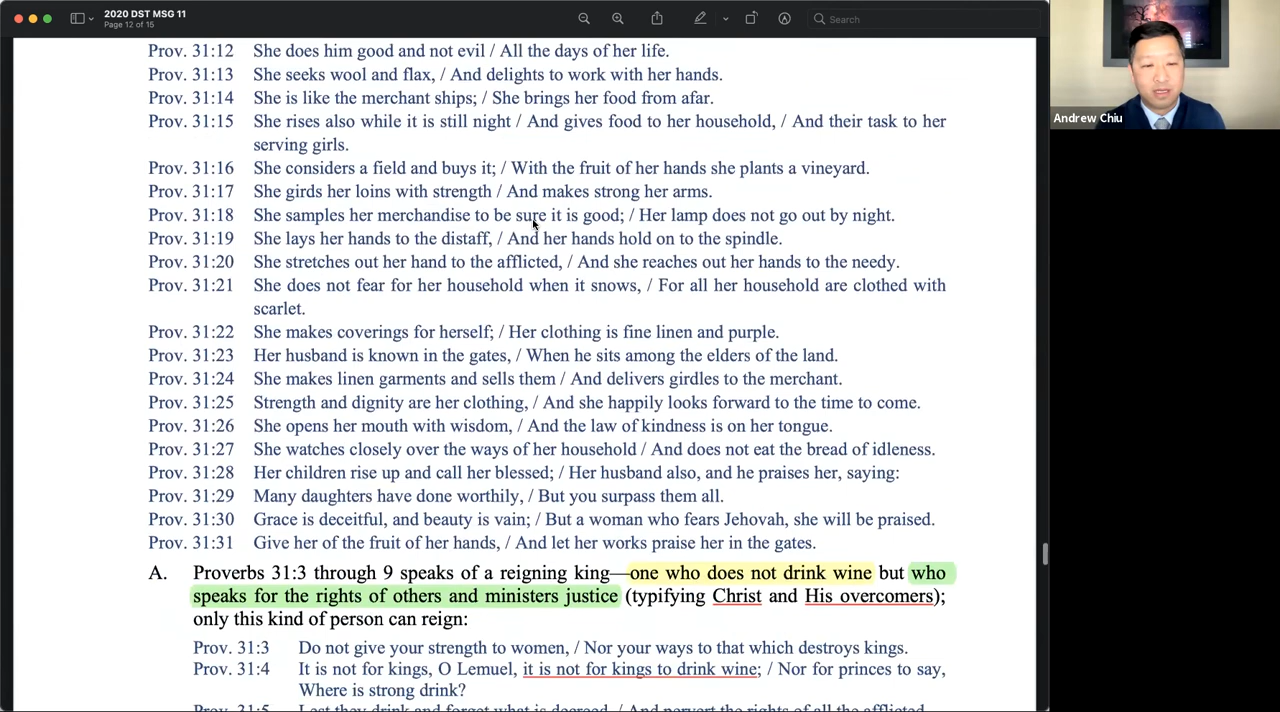 2020 DST MSG 11
Page 12 of 15
Search
Prov. 31:12 She does him good and not evil / All the days of her life.
Prov. 31:13 She seeks wool and flax, / And delights to work with her hands.
Prov. 31:14 She is like the merchant ships; / She brings her food from afar.
Prov. 31:15 She rises also while it is still night / And gives food to her household, / And their task to her
serving girls.
Prov. 31:16 She considers a field and buys it; / With the fruit of her hands she plants a vineyard.
Prov. 31:17 She girds her loins with strength / And makes strong her arms.
Prov. 31:18 She samples her merchandise to be sure it is good; / Her lamp does not go out by night.
Prov. 31:19 She lays her hands to the distaff, / And her hands hold on to the spindle.
Prov. 31:20 She stretches out her hand to the afflicted, / And she reaches out her hands to the needy.
Prov. 31:21 She does not fear for her household when it snows, / For all her household are clothed with
scarlet.
Prov. 31:22 She makes coverings for herself; / Her clothing is fine linen and purple.
Prov. 31:23 Her husband is known in the gates, / When he sits among the elders of the land.
Prov. 31:24 She makes linen garments and sells them / And delivers girdles to the merchant.
Prov. 31:25 Strength and dignity are her clothing, / And she happily looks forward to the time to come.
Prov. 31:26 She opens her mouth with wisdom, / And the law of kindness is on her tongue.
Prov. 31:27 She watches closely over the ways of her household / And does not eat the bread of idleness.
Prov. 31:28 Her children rise up and call her blessed; / Her husband also, and he praises her, saying:
Prov. 31:29 Many daughters have done worthily, / But you surpass them all.
Prov. 31:30 Grace is deceitful, and beauty is vain; / But a woman who fears Jehovah, she will be praised.
Prov. 31:31 Give her of the fruit of her hands, / And let her works praise her in the gates.
A. Proverbs 31:3 through 9 speaks of a reigning king—one who does not drink wine but who
speaks for the rights of others and ministers justice (typifying Christ and His overcomers);
only this kind of person can reign:
Prov. 31:3 Do not give your strength to women, / Nor your ways to that which destroys kings.
Prov. 31:4 It is not for kings, O Lemuel, it is not for kings to drink wine; / Nor for princes to say,
Where is strong drink?
Prov. 31:5 Lest they drink and forget what is decreed, / And pervert the rights of all the afflicted
Andrew Chiu